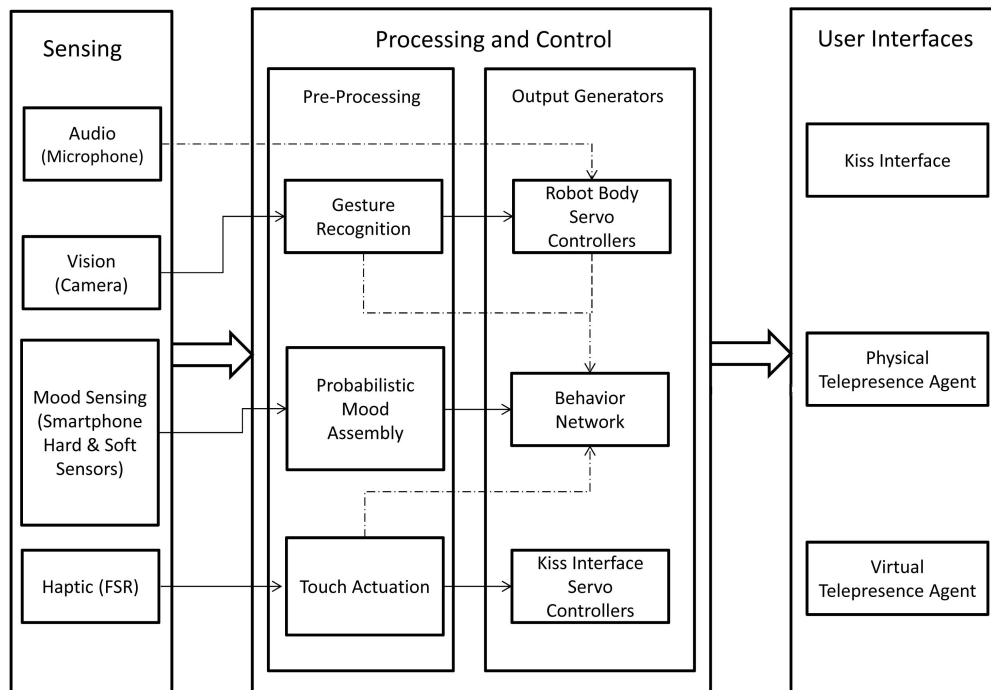 Sensing
Audio
(Microphone)
Vision
(Camera)
Mood Sensing
(Smartphone
Hard & Soft
Sensors)
Haptic (FSR)
Processing and Control
Pre-Processing
Gesture
Recognition
Probabilistic
Mood
Assembly
Touch Actuation
Output Generators
Robot Body
Servo
Controllers
Behavior
Network
Kiss Interface
Servo
Controllers
User Interfaces
Kiss Interface
Physical
Telepresence Agent
Virtual
Telepresence Agent